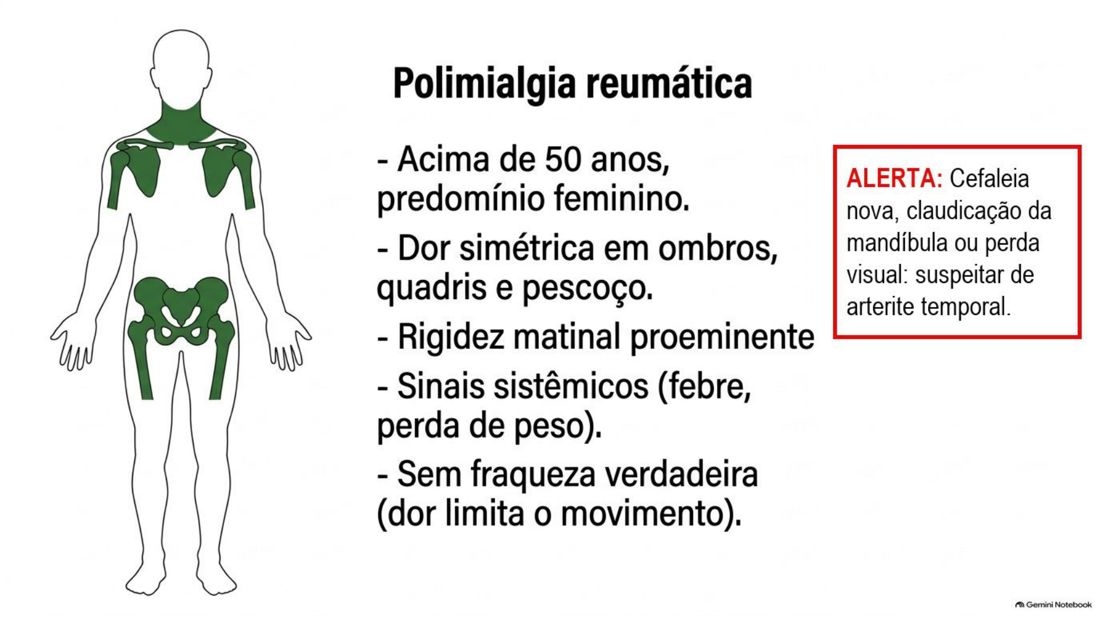 Polimialgia reumática
- Acima de 50 anos,
predomínio feminino.
- Dor simétrica em ombros,
quadris e pescoço.
- Rigidez matinal proeminente
- Sinais sistêmicos (febre,
perda de peso).
- Sem fraqueza verdadeira
(dor limita o movimento).
ALERTA: Cefaleia
nova, claudicação da
mandíbula ou perda
visual: suspeitar de
arterite temporal.
Gemini Notebook